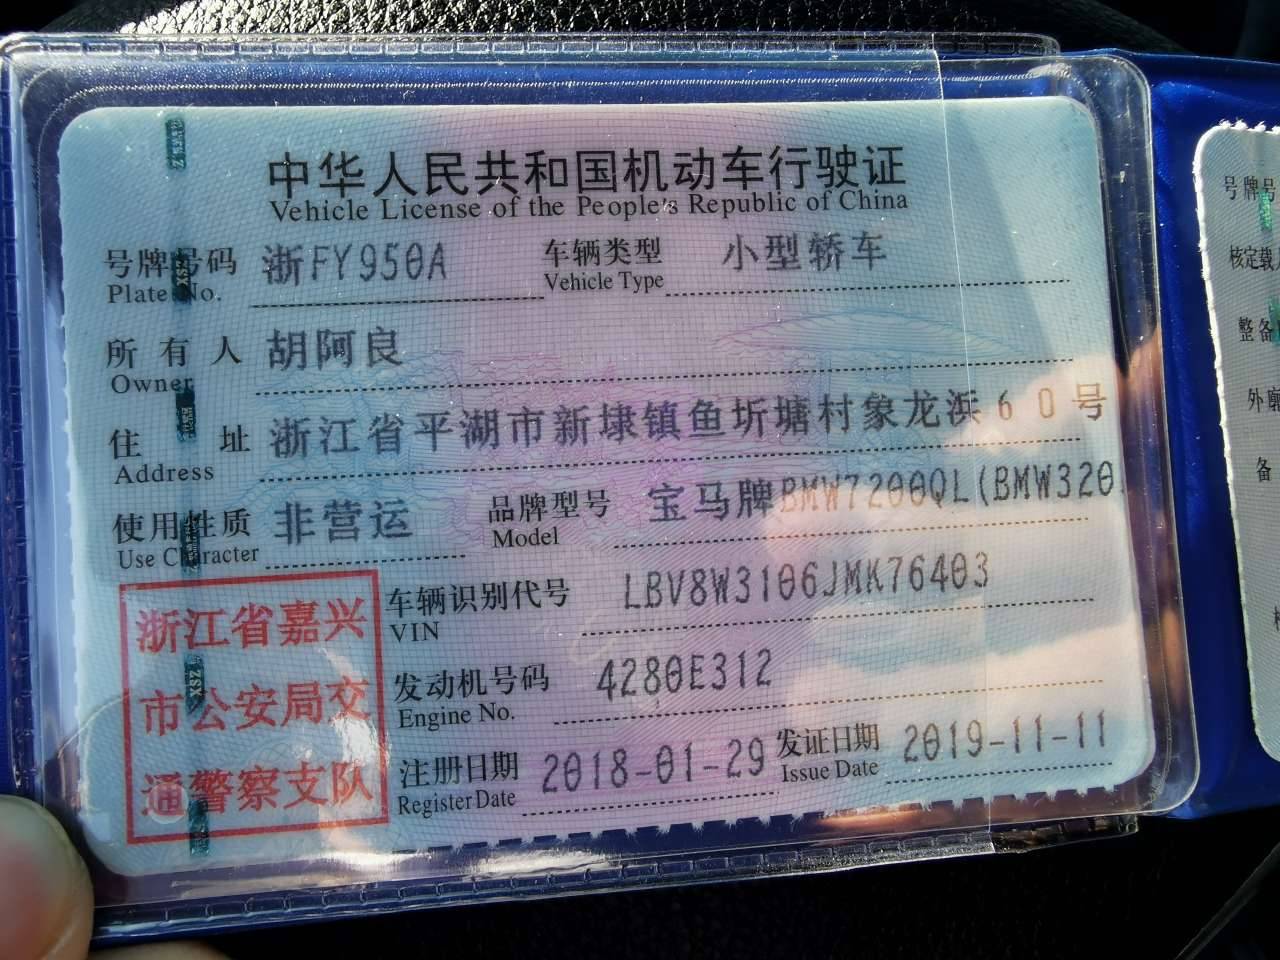 中华人民共和国机动车行驶证
Vehicle License of the People's Republic of China
号牌号码 浙FY950A 车辆类型 小型轿车
Plate No. Vehicle Type
所有人 胡阿良
Owner
住址 浙江省平湖市新埭镇鱼圻塘村象龙浜60号
Address
使用性质 非营运 品牌型号 宝马牌BMW7200QL(BMW320
Use Character Model
车辆识别代号 LBV8W3106JMK76403
VIN
发动机号码 4280E312
Engine No.
注册日期 2018-01-29 发证日期 2019-11-11
Register Date Issue Date
浙江省嘉兴
市公安局交
通警察支队
号牌号
核定载
整备
外廓
备